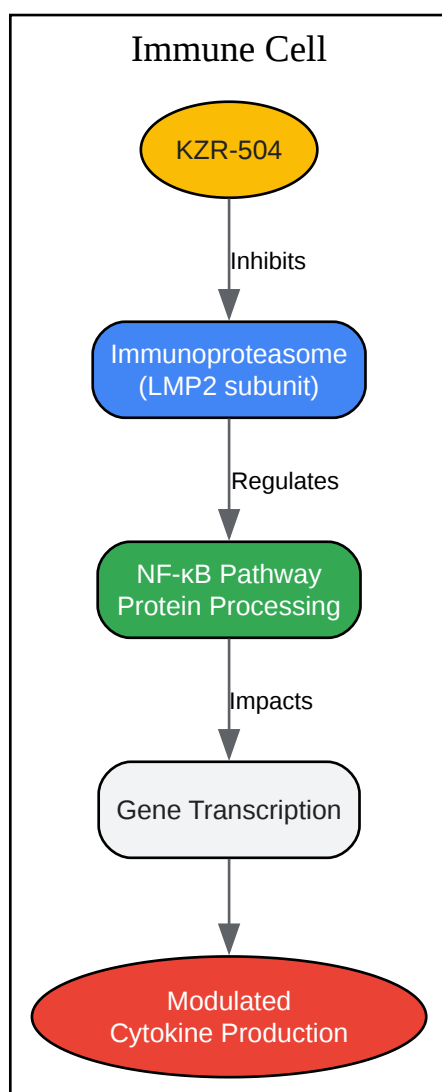 Immune Cell
KZR-504
Inhibits
Immunoproteasome
(LMP2 subunit)
Regulates
NF-κB Pathway
Protein Processing
Impacts
Gene Transcription
Modulated
Cytokine Production